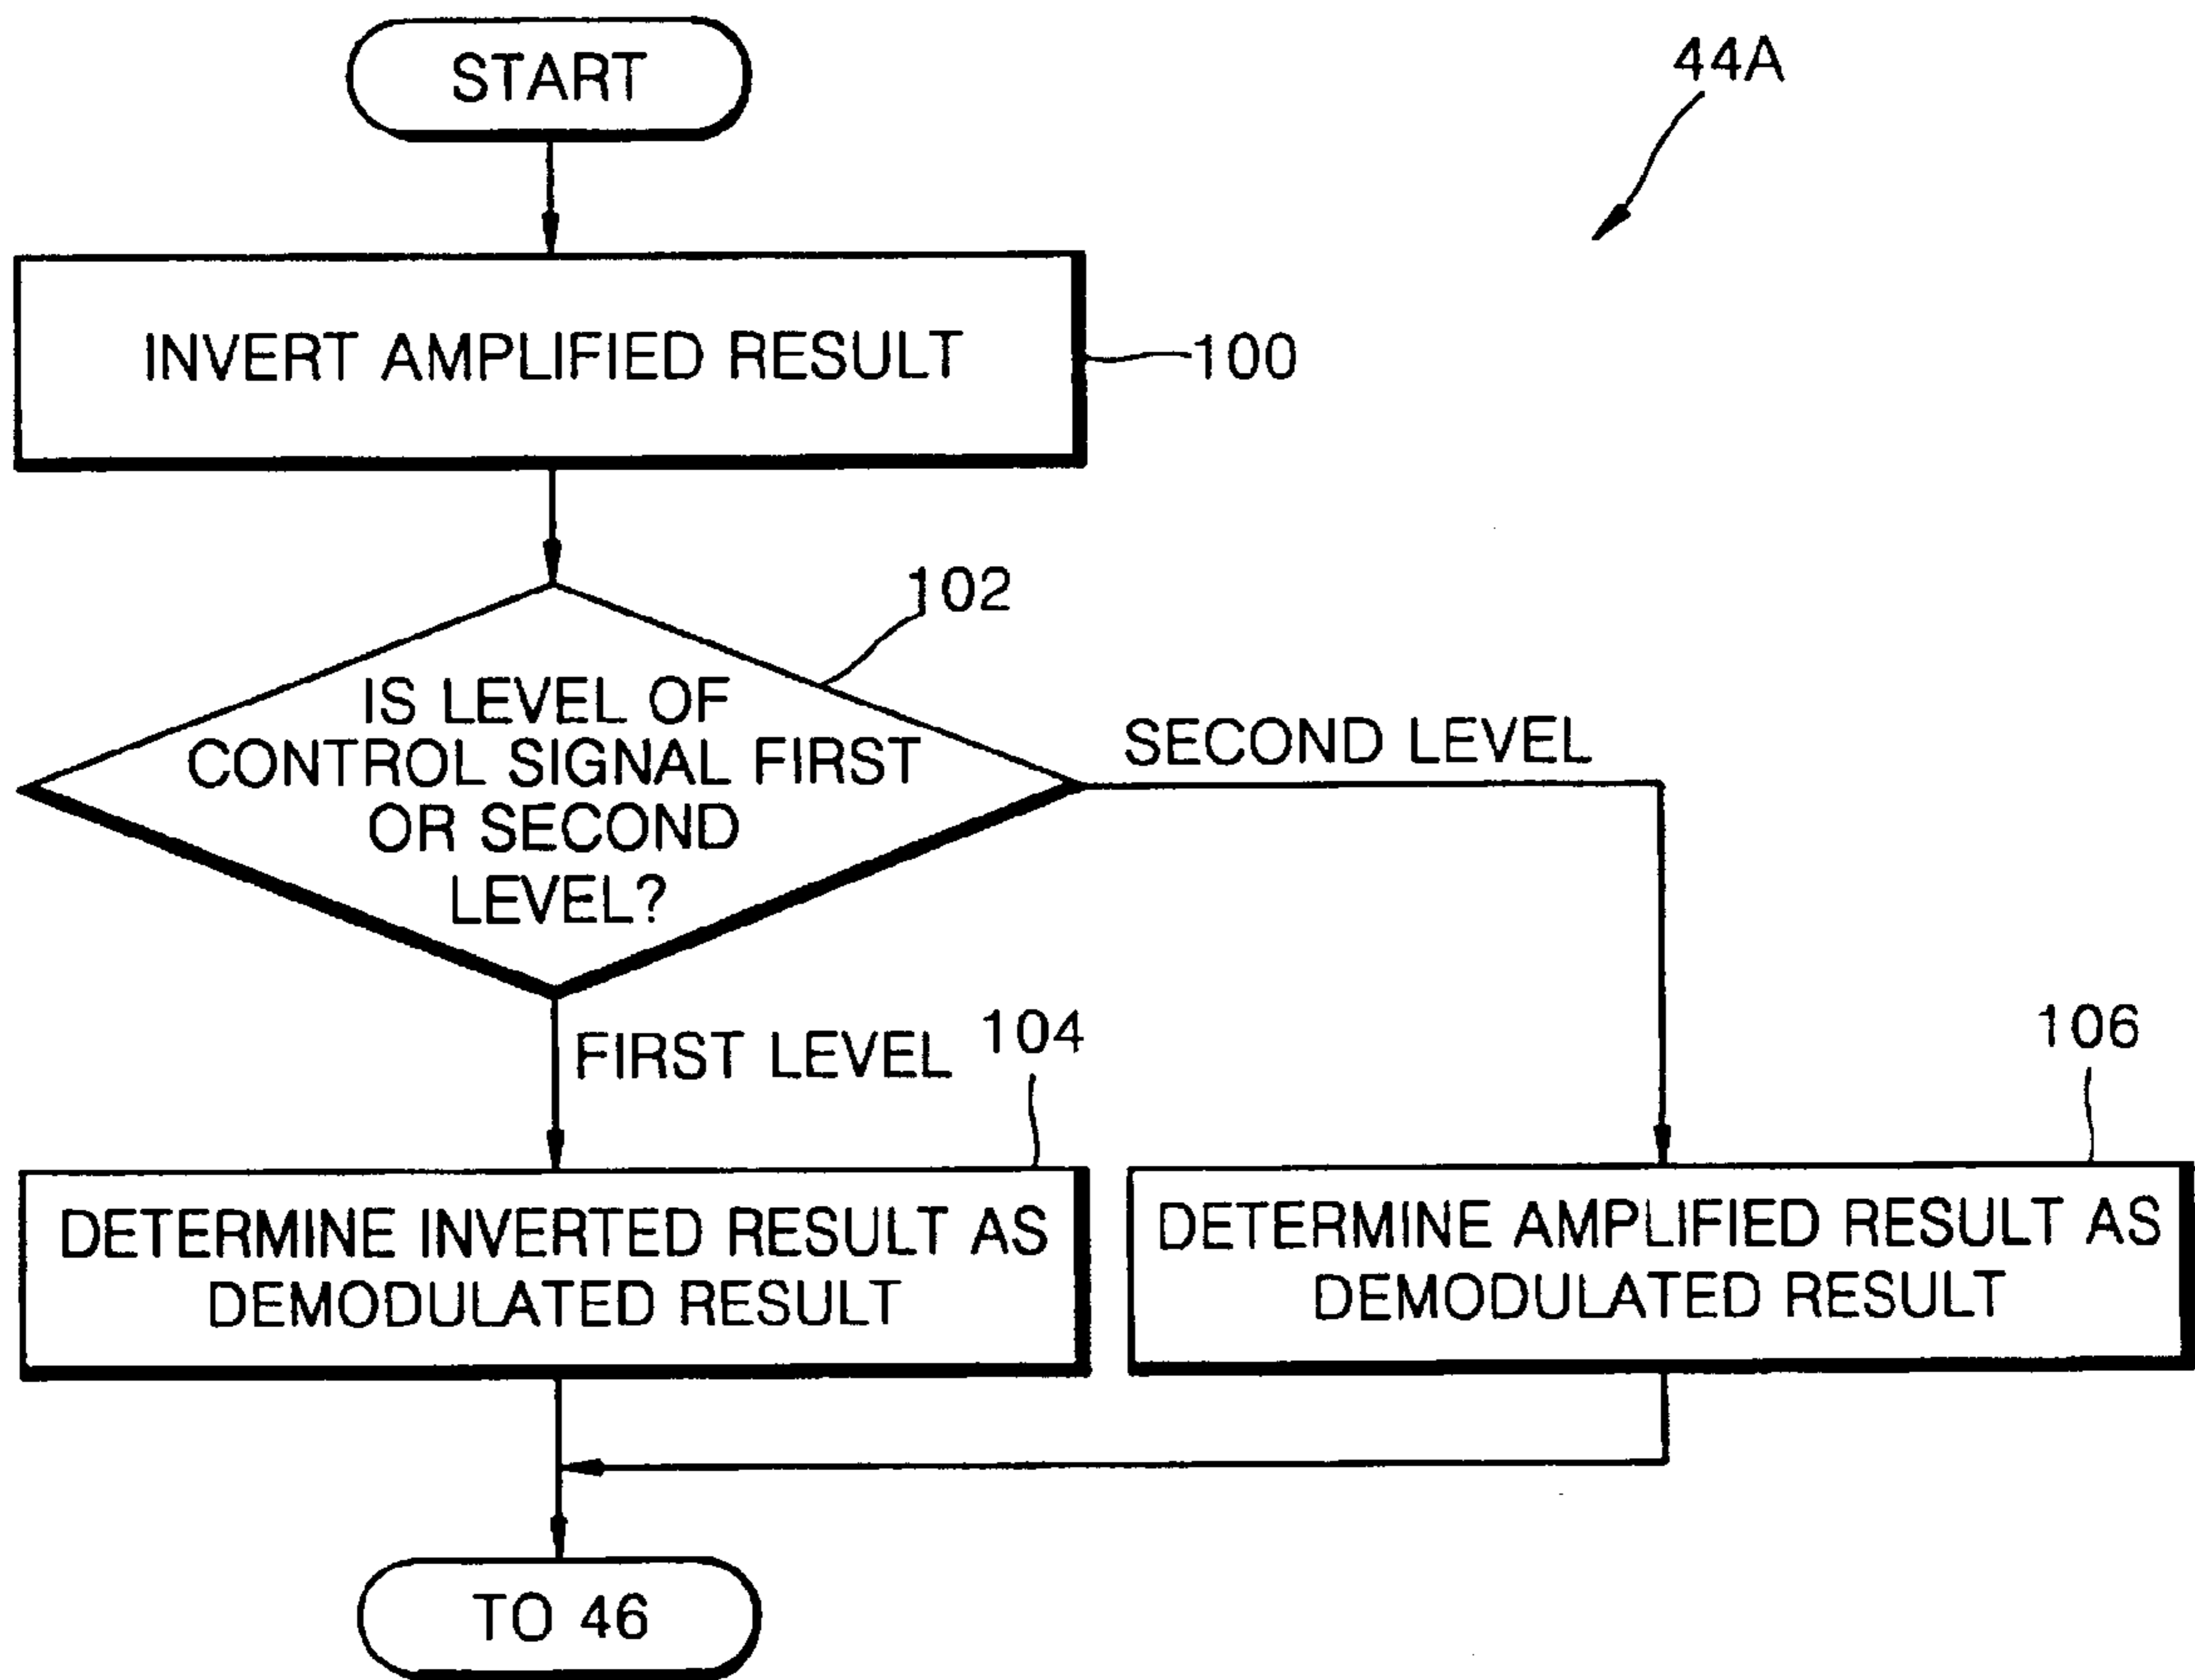 START
44A
INVERT AMPLIFIED RESULT
100
102
IS LEVEL OF
CONTROL SIGNAL FIRST
OR SECOND
LEVEL?
SECOND LEVEL
FIRST LEVEL
104
106
DETERMINE INVERTED RESULT AS
DEMODULATED RESULT
DETERMINE AMPLIFIED RESULT AS
DEMODULATED RESULT
TO 46